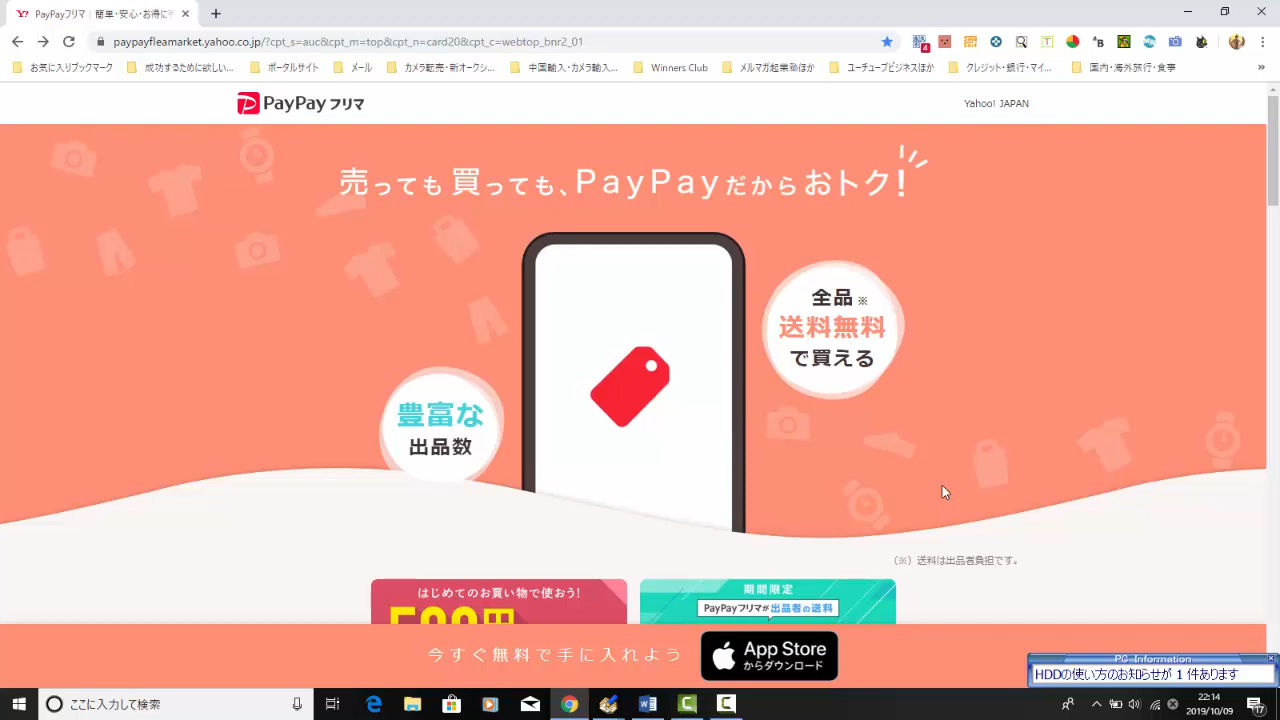 PayPayフリマ | 簡単・安心・お得に
paypayfleamarket.yahoo.co.jp/?cpt_s=auc&cpt_m=top&cpt_n=card20&cpt_c=webtop_bnr2_01
お気に入りブックマーク
成功するために欲しい...
ポータルサイト
メール
カメラ転売・新オークシ...
中国輸入・カメラ輸入...
Winners Club
メルマガ起業塾ほか
ユーチューブビジネスほか
クレジット・銀行・マイ...
国内・海外旅行・食事
»
PayPayフリマ
Yahoo! JAPAN
売っても買っても、PayPayだからおトク!
全品※
送料無料
で買える
豊富な
出品数
(※) 送料は出品者負担です。
はじめてのお買い物で使おう!
500円
期間限定
PayPayフリマが出品者の送料
今すぐ無料で手に入れよう
App Store
からダウンロード
PC Information
HDDの使い方のお知らせが 1 件あります
ここに入力して検索
22:14
2019/10/09
17